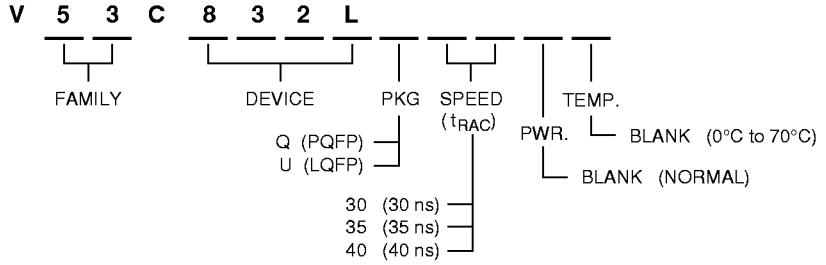 V 5 3 C 8 3 2 L
FAMILY DEVICE PKG SPEED TEMP.
(tRAC) PWR.
BLANK (0°C to 70°C)
Q (PQFP)
U (LQFP)
BLANK (NORMAL)
30 (30 ns)
35 (35 ns)
40 (40 ns)